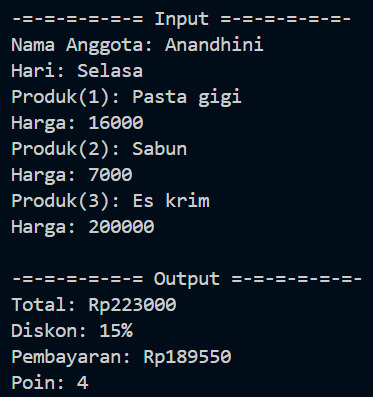 -=-=-=-=-=-= Input =-=-=-=-=-=-
Nama Anggota: Anandhini
Hari: Selasa
Produk(1): Pasta gigi
Harga: 16000
Produk(2): Sabun
Harga: 7000
Produk(3): Es krim
Harga: 200000
-=-=-=-=-=-= Output =-=-=-=-=-=-
Total: Rp223000
Diskon: 15%
Pembayaran: Rp189550
Poin: 4